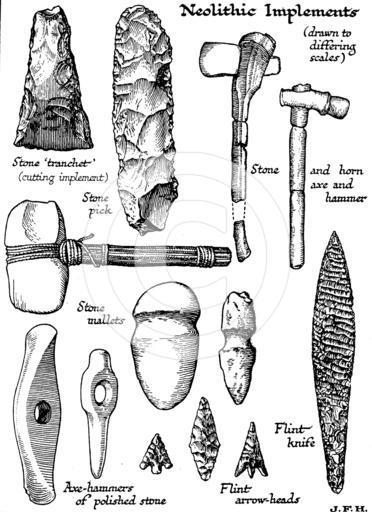 Neolithic Implements
(drawn to
differing
scales)
Stone 'tranchet'
(cutting implement)
Stone
pick
Stone
and horn
axe and
hammer
Stone
mallets
Flint
knife
Axe-hammers
of polished stone
Flint
arrow-heads
J.F.H.